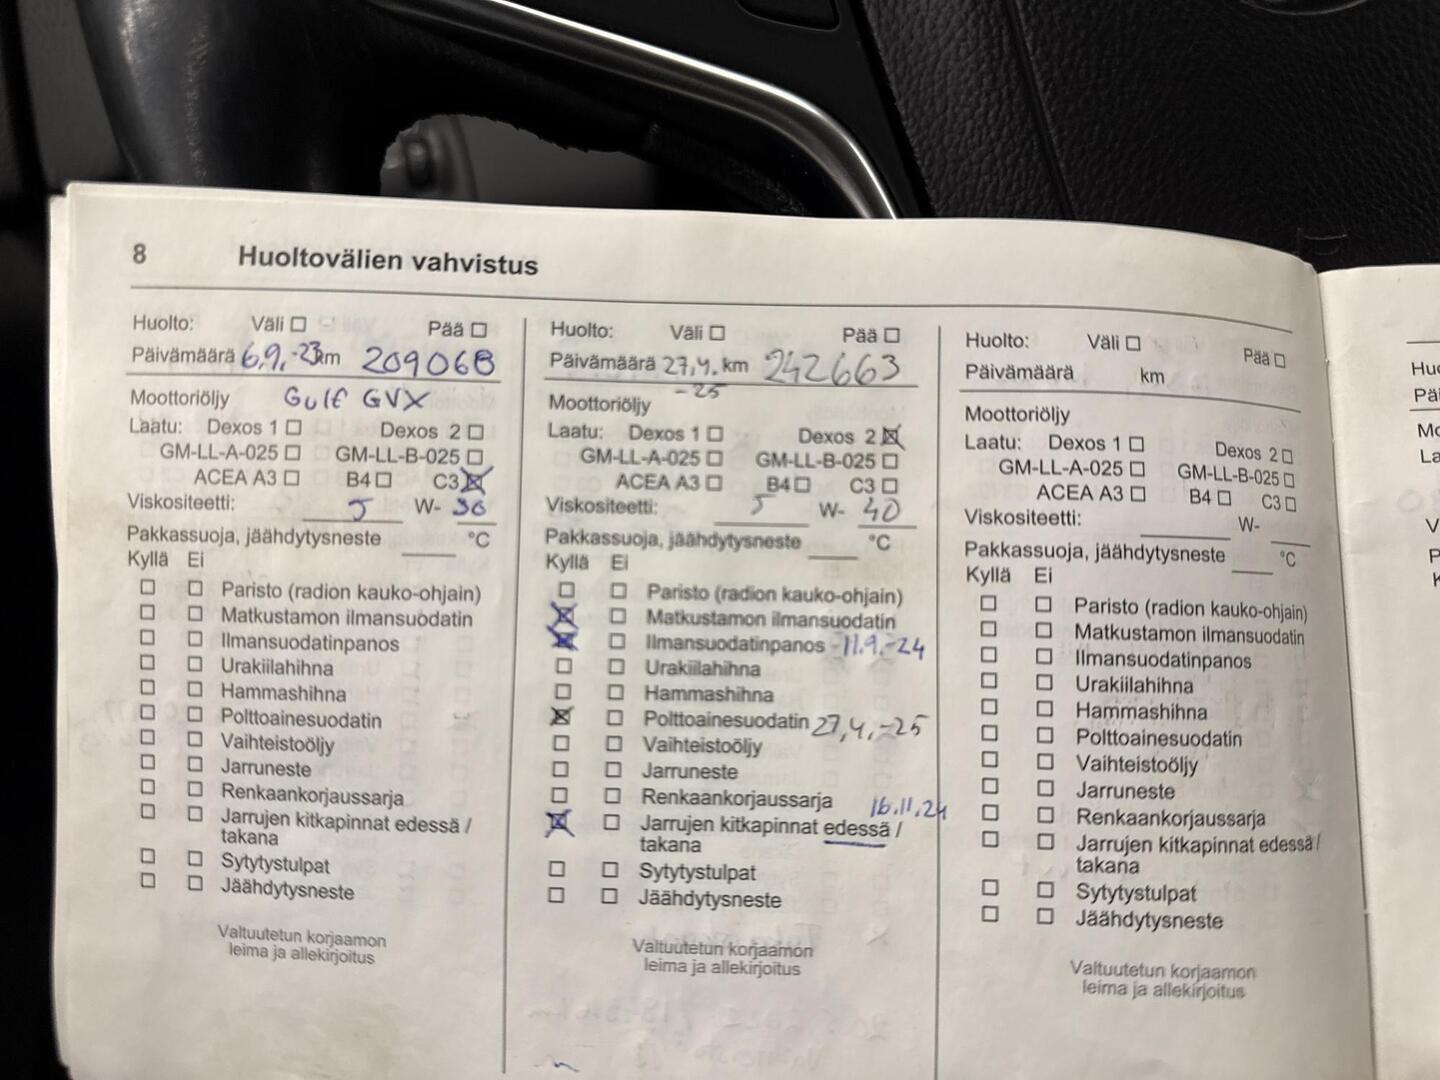 8 Huoltovälien vahvistus
Huolto: Väli ☐ Pää ☐
Päivämäärä 6.9.-23 km 209068
Moottoriöljy Gulf GVX
Laatu: Dexos 1 ☐ Dexos 2 ☐
GM-LL-A-025 ☐ GM-LL-B-025 ☐
ACEA A3 ☐ B4 ☐ C3 ☒
Viskositeetti: 5 W- 30
Pakkassuoja, jäähdytysneste ____ °C
Kyllä Ei
☐ ☐ Paristo (radion kauko-ohjain)
☐ ☐ Matkustamon ilmansuodatin
☐ ☐ Ilmansuodatinpanos
☐ ☐ Urakiilahihna
☐ ☐ Hammashihna
☐ ☐ Polttoainesuodatin
☐ ☐ Vaihteistoöljy
☐ ☐ Jarruneste
☐ ☐ Renkaankorjaussarja
☐ ☐ Jarrujen kitkapinnat edessä /
takana
☐ ☐ Sytytystulpat
☐ ☐ Jäähdytysneste
Valtuutetun korjaamon
leima ja allekirjoitus
Huolto: Väli ☐ Pää ☐
Päivämäärä 27.4. km 242663
-25
Moottoriöljy
Laatu: Dexos 1 ☐ Dexos 2 ☒
GM-LL-A-025 ☐ GM-LL-B-025 ☐
ACEA A3 ☐ B4 ☐ C3 ☐
Viskositeetti: 5 W- 40
Pakkassuoja, jäähdytysneste ____ °C
Kyllä Ei
☐ ☐ Paristo (radion kauko-ohjain)
☒ ☐ Matkustamon ilmansuodatin
☒ ☐ Ilmansuodatinpanos -11.9.-24
☐ ☐ Urakiilahihna
☐ ☐ Hammashihna
☒ ☐ Polttoainesuodatin 27.4.-25
☐ ☐ Vaihteistoöljy
☐ ☐ Jarruneste
☐ ☐ Renkaankorjaussarja 16.11.24
☒ ☐ Jarrujen kitkapinnat edessä /
takana
☐ ☐ Sytytystulpat
☐ ☐ Jäähdytysneste
Valtuutetun korjaamon
leima ja allekirjoitus
Huolto: Väli ☐ Pää ☐
Päivämäärä km
Moottoriöljy
Laatu: Dexos 1 ☐ Dexos 2 ☐
GM-LL-A-025 ☐ GM-LL-B-025 ☐
ACEA A3 ☐ B4 ☐ C3 ☐
Viskositeetti: ____ W- ____
Pakkassuoja, jäähdytysneste ____ °C
Kyllä Ei
☐ ☐ Paristo (radion kauko-ohjain)
☐ ☐ Matkustamon ilmansuodatin
☐ ☐ Ilmansuodatinpanos
☐ ☐ Urakiilahihna
☐ ☐ Hammashihna
☐ ☐ Polttoainesuodatin
☐ ☐ Vaihteistoöljy
☐ ☐ Jarruneste
☐ ☐ Renkaankorjaussarja
☐ ☐ Jarrujen kitkapinnat edessä /
takana
☐ ☐ Sytytystulpat
☐ ☐ Jäähdytysneste
Valtuutetun korjaamon
leima ja allekirjoitus